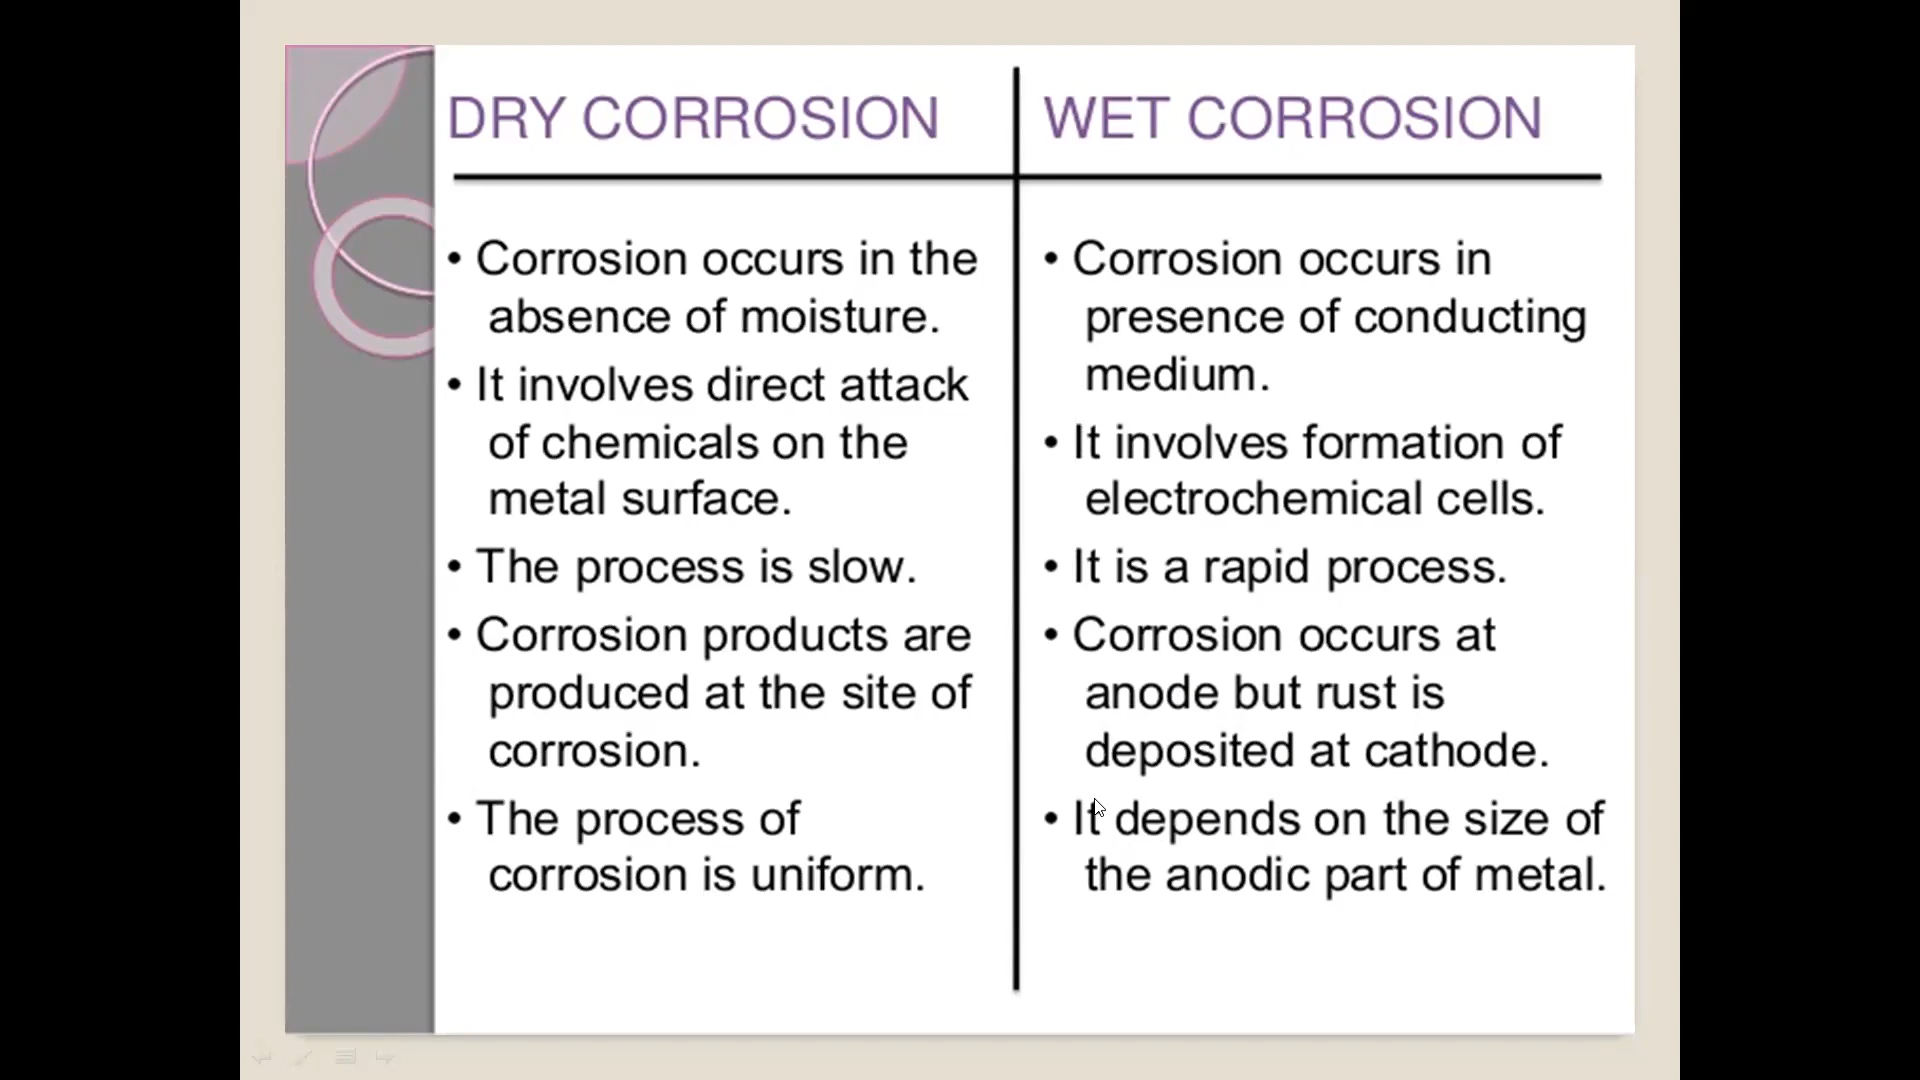 DRY CORROSION
• Corrosion occurs in the
absence of moisture.
• It involves direct attack
of chemicals on the
metal surface.
• The process is slow.
• Corrosion products are
produced at the site of
corrosion.
• The process of
corrosion is uniform.
WET CORROSION
• Corrosion occurs in
presence of conducting
medium.
• It involves formation of
electrochemical cells.
• It is a rapid process.
• Corrosion occurs at
anode but rust is
deposited at cathode.
• It depends on the size of
the anodic part of metal.